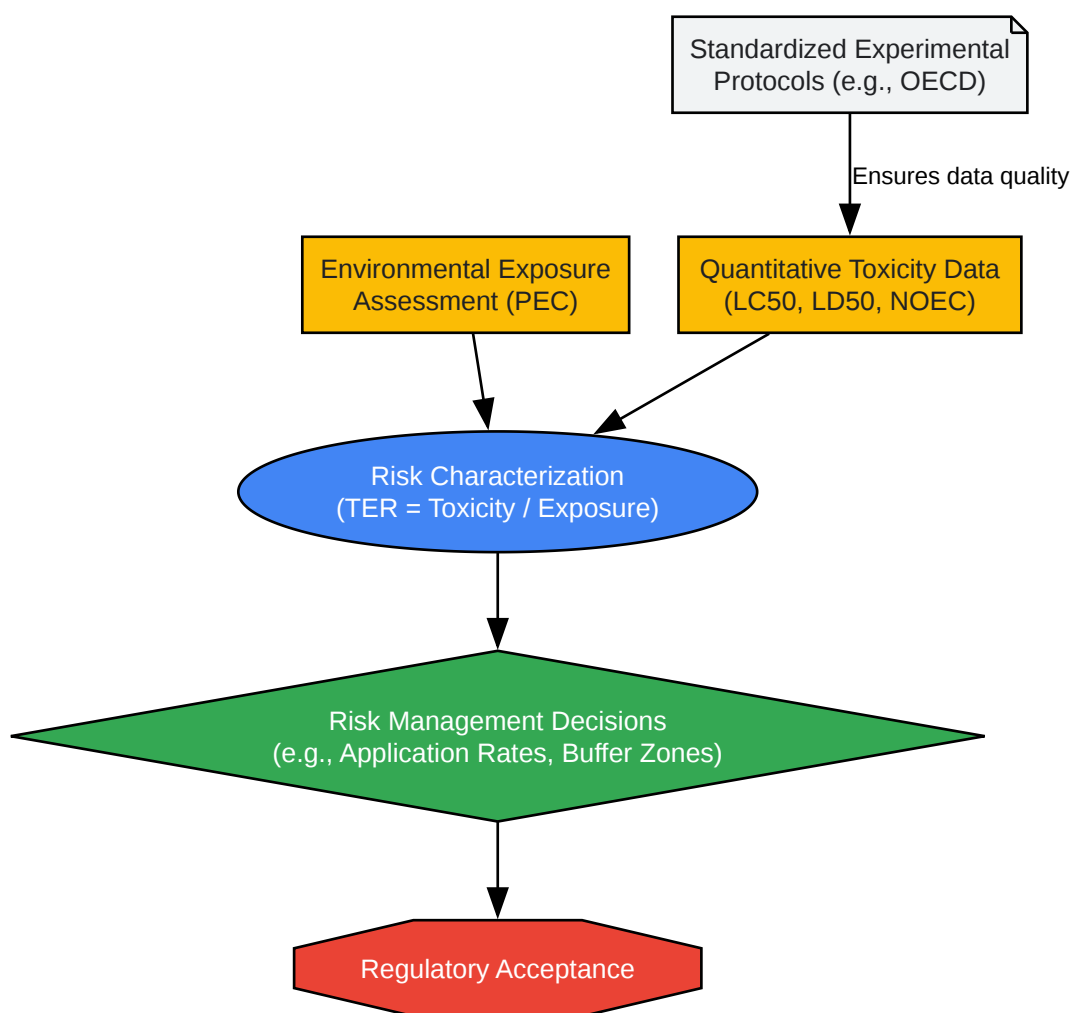 Standardized Experimental
Protocols (e.g., OECD)
Ensures data quality
Environmental Exposure
Assessment (PEC)
Quantitative Toxicity Data
(LC50, LD50, NOEC)
Risk Characterization
(TER = Toxicity / Exposure)
Risk Management Decisions
(e.g., Application Rates, Buffer Zones)
Regulatory Acceptance